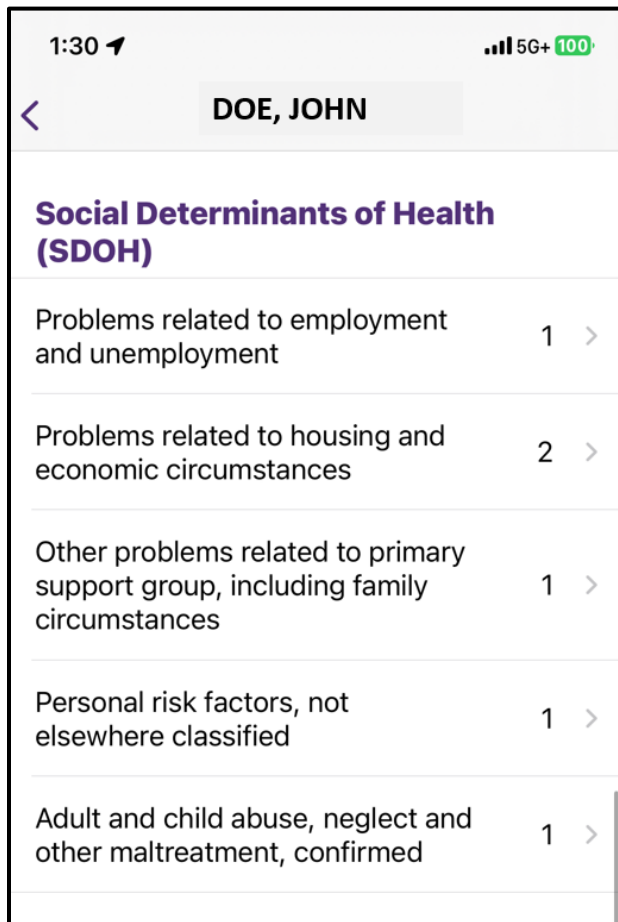 1:30 5G+ 100
DOE, JOHN
Social Determinants of Health
(SDOH)
Problems related to employment
and unemployment
1
Problems related to housing and
economic circumstances
2
Other problems related to primary
support group, including family
circumstances
1
Personal risk factors, not
elsewhere classified
1
Adult and child abuse, neglect and
other maltreatment, confirmed
1